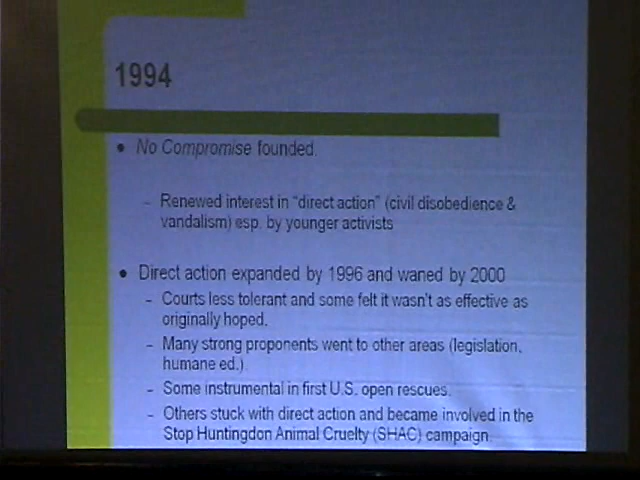 1994
• No Compromise founded.
– Renewed interest in "direct action" (civil disobedience &
vandalism) esp. by younger activists
• Direct action expanded by 1996 and waned by 2000
– Courts less tolerant and some felt it wasn't as effective as
originally hoped.
– Many strong proponents went to other areas (legislation,
humane ed.).
– Some instrumental in first U.S. open rescues.
– Others stuck with direct action and became involved in the
Stop Huntingdon Animal Cruelty (SHAC) campaign.